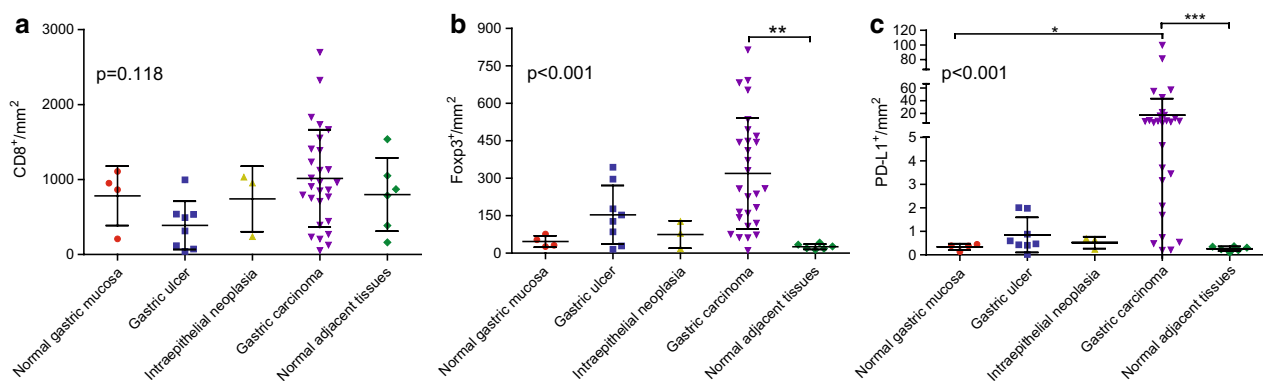 a
CD8+/mm2
3000
2000
1000
0
p=0.118
Normal gastric mucosa
Gastric ulcer
Intraepithelial neoplasia
Gastric carcinoma
Normal adjacent tissues
b
Foxp3+/mm2
900
750
600
450
300
150
0
p<0.001
**
Normal gastric mucosa
Gastric ulcer
Intraepithelial neoplasia
Gastric carcinoma
Normal adjacent tissues
c
PD-L1+/mm2
120
100
80
60
40
20
5
4
3
2
1
0
p<0.001
*
***
Normal gastric mucosa
Gastric ulcer
Intraepithelial neoplasia
Gastric carcinoma
Normal adjacent tissues